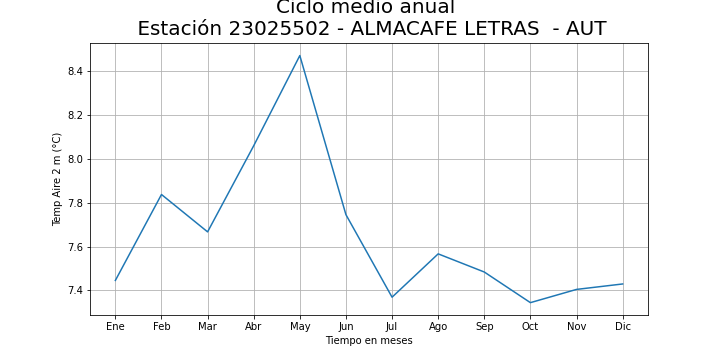 Ciclo medio anual
Estación 23025502 - ALMACAFE LETRAS  - AUT
Temp Aire 2 m (°C)
8.4
8.2
8.0
7.8
7.6
7.4
Ene Feb Mar Abr May Jun Jul Ago Sep Oct Nov Dic
Tiempo en meses